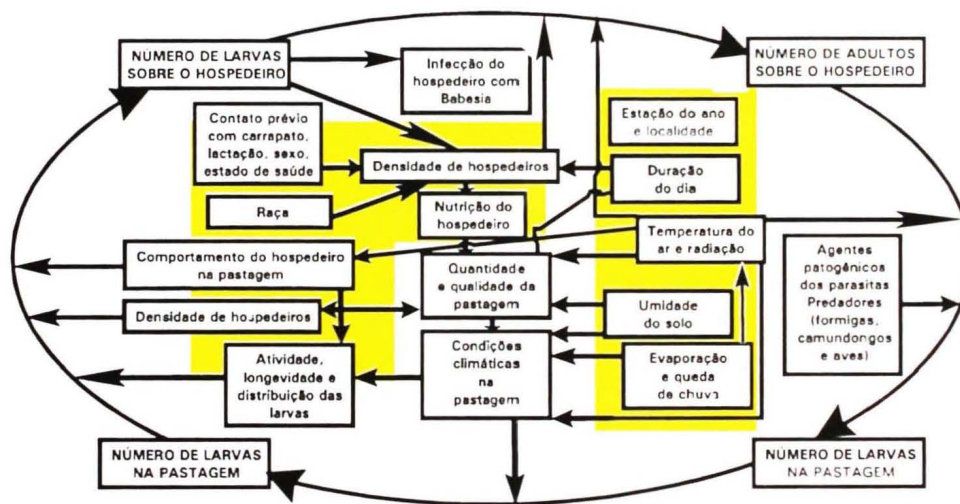 NÚMERO DE LARVAS
SOBRE O HOSPEDEIRO
Infecção do
hospedeiro com
Babesia
NÚMERO DE ADULTOS
SOBRE O HOSPEDEIRO
Contato prévio
com carrapato,
lactação, sexo,
estado de saúde
Estação do ano
e localidade
Densidade de hospedeiros
Duração
do dia
Raça
Nutrição do
hospedeiro
Comportamento do hospedeiro
na pastagem
Quantidade
e qualidade da
pastagem
Temperatura do
ar e radiação
Agentes
patogênicos
dos parasitas
Predadores
(formigas,
camundongos
e aves)
Densidade de houpedeiros
Umidade
do solo
Atividade,
longevidade e
distribuição das
larvas
Condições
climáticas
na
pastagem
Evaporação
e queda
de chuva
NÚMERO DE LARVAS
NA PASTAGEM
NÚMERO DE LARVAS
NA PASTAGEM